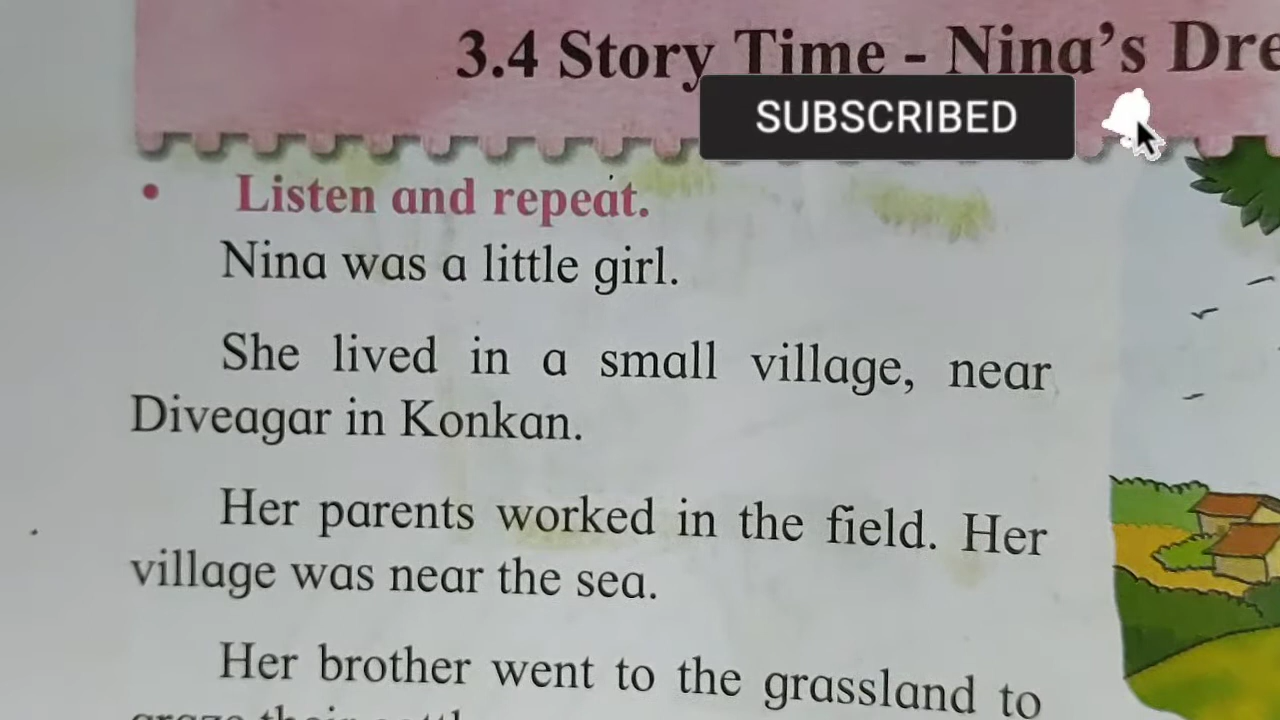 3.4 Story Time - Nina's
SUBSCRIBED
• Listen and repeat.
Nina was a little girl.
She lived in a small village, near
Diveagar in Konkan.
Her parents worked in the field. Her
village was near the sea.
Her brother went to the grassland to
graze their